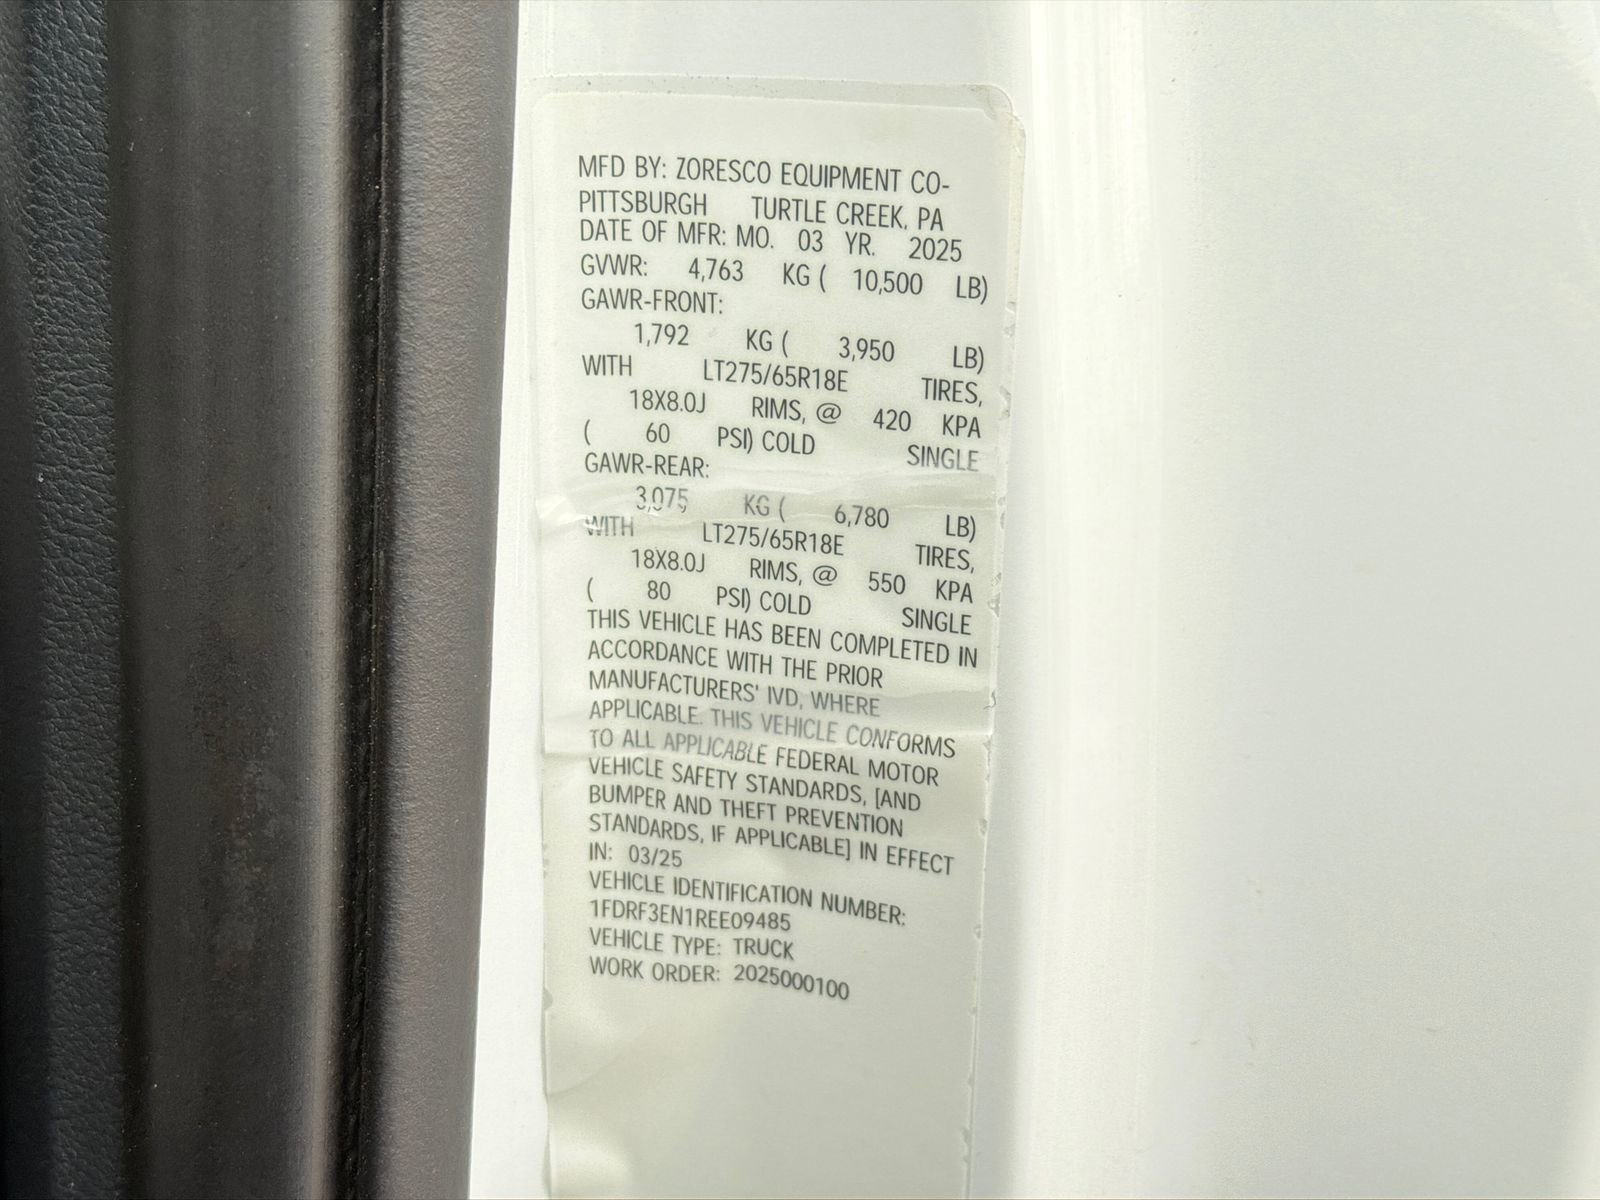 MFD BY: ZORESCO EQUIPMENT CO-
PITTSBURGH TURTLE CREEK, PA
DATE OF MFR: MO. 03 YR. 2025
GVWR: 4,763 KG ( 10,500 LB)
GAWR-FRONT:
1,792 KG ( 3,950 LB)
WITH LT275/65R18E TIRES,
18X8.0J RIMS, @ 420 KPA
( 60 PSI) COLD SINGLE
GAWR-REAR:
3,075 KG ( 6,780 LB)
WITH LT275/65R18E TIRES,
18X8.0J RIMS, @ 550 KPA
( 80 PSI) COLD SINGLE
THIS VEHICLE HAS BEEN COMPLETED IN
ACCORDANCE WITH THE PRIOR
MANUFACTURERS' IVD, WHERE
APPLICABLE. THIS VEHICLE CONFORMS
TO ALL APPLICABLE FEDERAL MOTOR
VEHICLE SAFETY STANDARDS, [AND
BUMPER AND THEFT PREVENTION
STANDARDS, IF APPLICABLE] IN EFFECT
IN: 03/25
VEHICLE IDENTIFICATION NUMBER:
1FDRF3EN1REE09485
VEHICLE TYPE: TRUCK
WORK ORDER: 2025000100